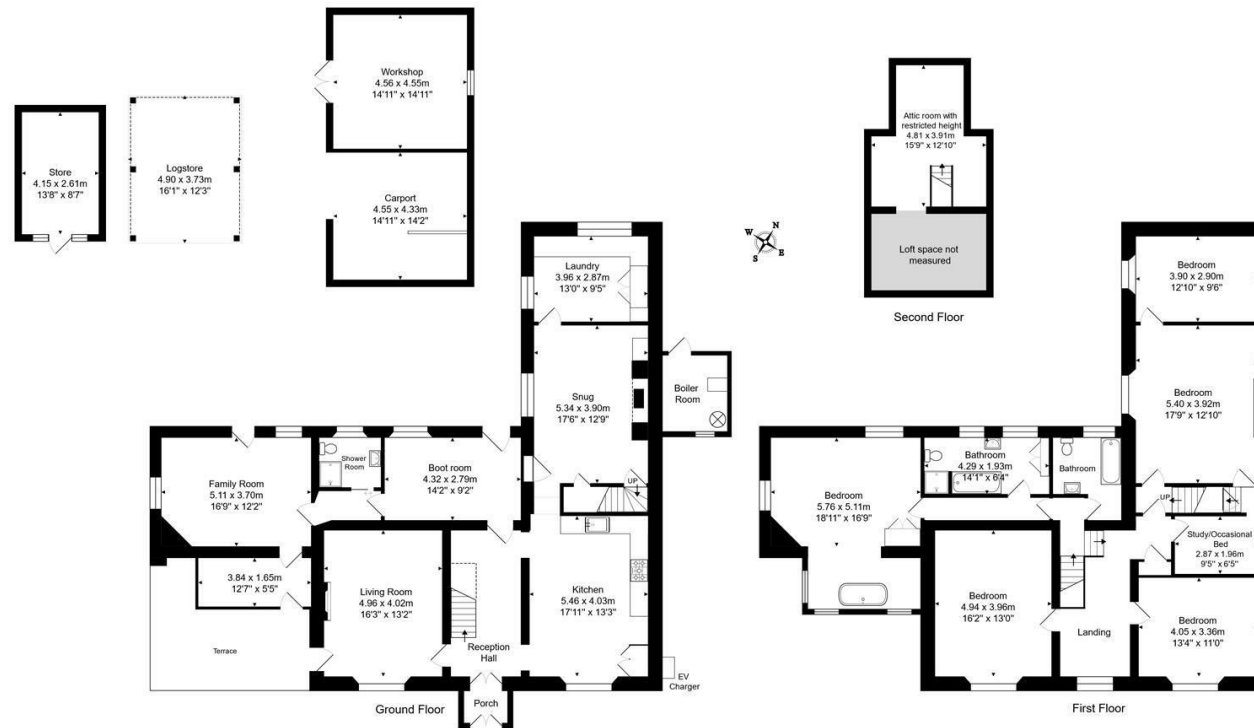 Workshop
4.56 x 4.55m
14'11" x 14'11"
Store
4.15 x 2.61m
13'8" x 8'7"
Logstore
4.90 x 3.73m
16'1" x 12'3"
Carport
4.55 x 4.33m
14'11" x 14'2"
Laundry
3.96 x 2.87m
13'0" x 9'5"
Snug
5.34 x 3.90m
17'6" x 12'9"
Boiler
Room
UP
Family Room
5.11 x 3.70m
16'9" x 12'2"
Shower
Room
Boot room
4.32 x 2.79m
14'2" x 9'2"
3.84 x 1.65m
12'7" x 5'5"
Living Room
4.96 x 4.02m
16'3" x 13'2"
Kitchen
5.46 x 4.03m
17'11" x 13'3"
Terrace
Reception
Hall
Porch
EV
Charger
Ground Floor
N
W
E
S
Attic room with
restricted height
4.81 x 3.91m
15'9" x 12'10"
Loft space not
measured
Second Floor
Bedroom
3.90 x 2.90m
12'10" x 9'6"
Bedroom
5.40 x 3.92m
17'9" x 12'10"
Bathroom
4.29 x 1.93m
14'1" x 6'4"
Bathroom
Bedroom
5.76 x 5.11m
18'11" x 16'9"
UP
Study/Occasional
Bed
2.87 x 1.96m
9'5" x 6'5"
Bedroom
4.94 x 3.96m
16'2" x 13'0"
Landing
Bedroom
4.05 x 3.36m
13'4" x 11'0"
First Floor